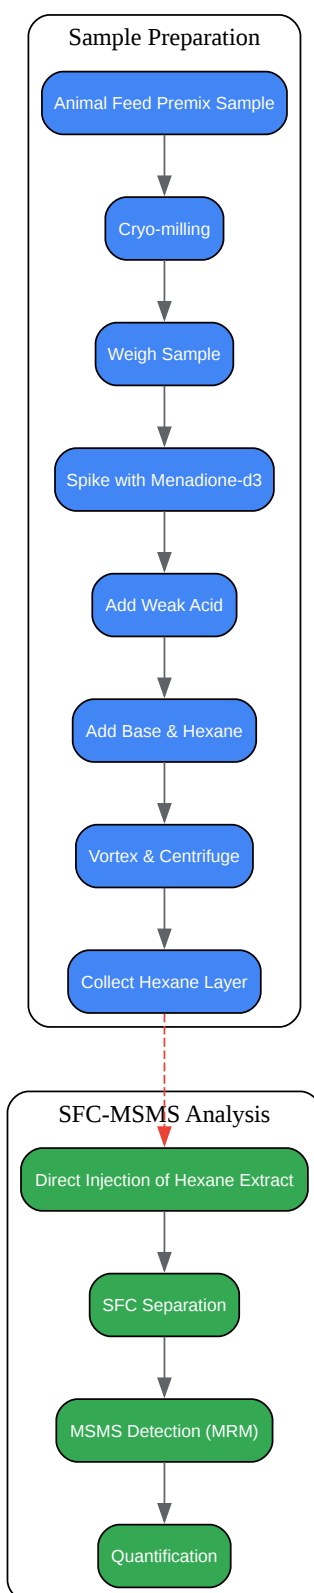 Sample Preparation
Animal Feed Premix Sample
Cryo-milling
Weigh Sample
Spike with Menadione-d3
Add Weak Acid
Add Base & Hexane
Vortex & Centrifuge
Collect Hexane Layer
SFC-MSMS Analysis
Direct Injection of Hexane Extract
SFC Separation
MSMS Detection (MRM)
Quantification